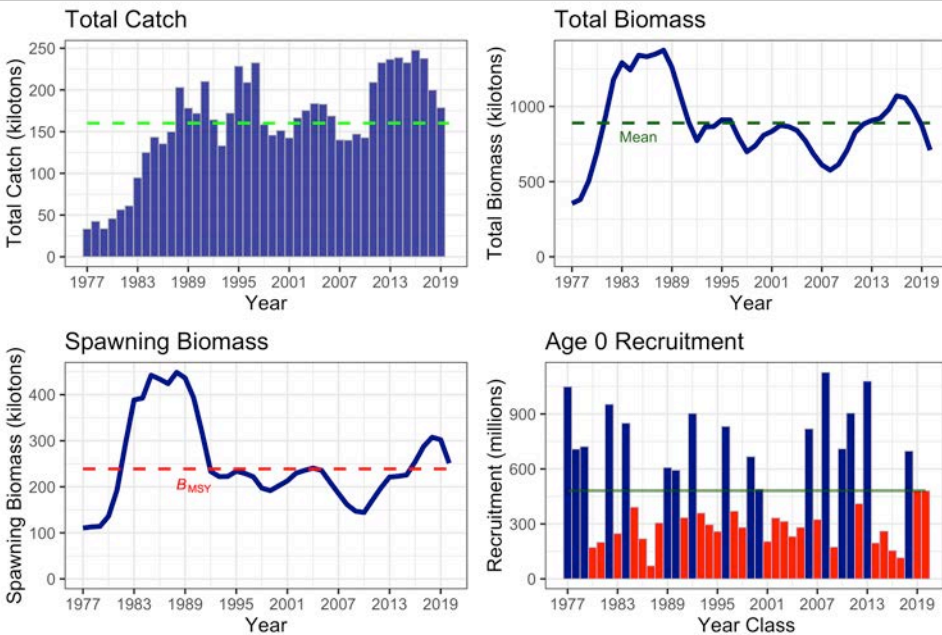 Total Catch
Total Catch (kilotons)
250
200
150
100
50
0
1977 1983 1989 1995 2001 2007 2013 2019
Year
Total Biomass
Total Biomass (kilotons)
1000
500
0
Mean
1977 1983 1989 1995 2001 2007 2013 2019
Year
Spawning Biomass
Spawning Biomass (kilotons)
400
300
200
100
0
BMSY
1977 1983 1989 1995 2001 2007 2013 2019
Year
Age 0 Recruitment
Recruitment (millions)
900
600
300
0
1977 1983 1989 1995 2001 2007 2013 2019
Year Class